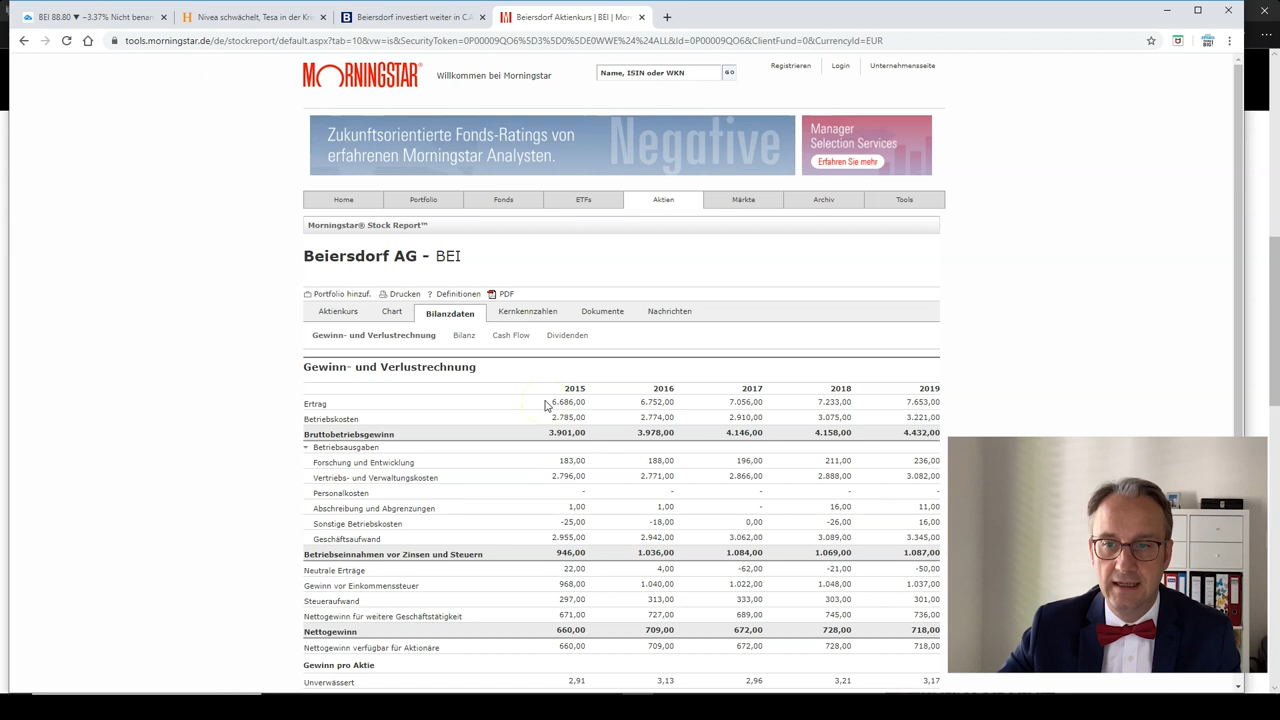 BEI 88.80 ▼ −3.37% Nicht benan
Nivea schwächelt, Tesa in der Kris
Beiersdorf investiert weiter in C.A
Beiersdorf Aktienkurs | BEI | Mor
tools.morningstar.de/de/stockreport/default.aspx?tab=10&vw=is&SecurityToken=0P00009QO6%5D3%5D0%5DE0WWE%24%24ALL&Id=0P00009QO6&ClientFund=0&CurrencyId=EUR
MORNINGSTAR® Willkommen bei Morningstar
Name, ISIN oder WKN GO
Registrieren Login Unternehmensseite
Zukunftsorientierte Fonds-Ratings von
erfahrenen Morningstar Analysten.
Negative
Manager
Selection Services
Erfahren Sie mehr
Home Portfolio Fonds ETFs Aktien Märkte Archiv Tools
Morningstar® Stock Report™
Beiersdorf AG - BEI
Portfolio hinzuf. Drucken ? Definitionen PDF
Aktienkurs Chart Bilanzdaten Kernkennzahlen Dokumente Nachrichten
Gewinn- und Verlustrechnung Bilanz Cash Flow Dividenden
Gewinn- und Verlustrechnung
2015 2016 2017 2018 2019
Ertrag 6.686,00 6.752,00 7.056,00 7.233,00 7.653,00
Betriebskosten 2.785,00 2.774,00 2.910,00 3.075,00 3.221,00
Bruttobetriebsgewinn 3.901,00 3.978,00 4.146,00 4.158,00 4.432,00
Betriebsausgaben
Forschung und Entwicklung 183,00 188,00 196,00 211,00 236,00
Vertriebs- und Verwaltungskosten 2.796,00 2.771,00 2.866,00 2.888,00 3.082,00
Personalkosten - - - - -
Abschreibung und Abgrenzungen 1,00 1,00 - 16,00 11,00
Sonstige Betriebskosten -25,00 -18,00 0,00 -26,00 16,00
Geschäftsaufwand 2.955,00 2.942,00 3.062,00 3.089,00 3.345,00
Betriebseinnahmen vor Zinsen und Steuern 946,00 1.036,00 1.084,00 1.069,00 1.087,00
Neutrale Erträge 22,00 4,00 -62,00 -21,00 -50,00
Gewinn vor Einkommenssteuer 968,00 1.040,00 1.022,00 1.048,00 1.037,00
Steueraufwand 297,00 313,00 333,00 303,00 301,00
Nettogewinn für weitere Geschäftstätigkeit 671,00 727,00 689,00 745,00 736,00
Nettogewinn 660,00 709,00 672,00 728,00 718,00
Nettogewinn verfügbar für Aktionäre 660,00 709,00 672,00 728,00 718,00
Gewinn pro Aktie
Unverwässert 2,91 3,13 2,96 3,21 3,17